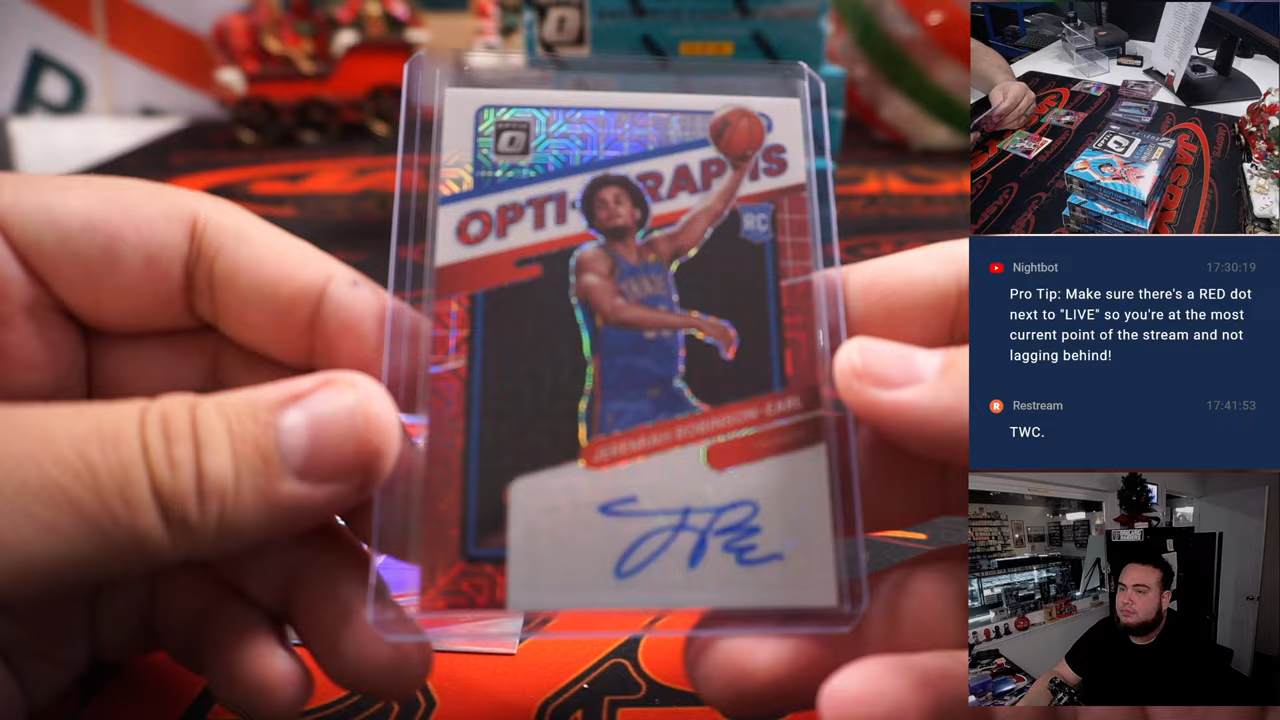 OPTI-GRAPHS
RC
JEREMIAH ROBINSON-EARL
Nightbot 17:30:19
Pro Tip: Make sure there's a RED dot
next to "LIVE" so you're at the most
current point of the stream and not
lagging behind!
Restream 17:41:53
TWC.